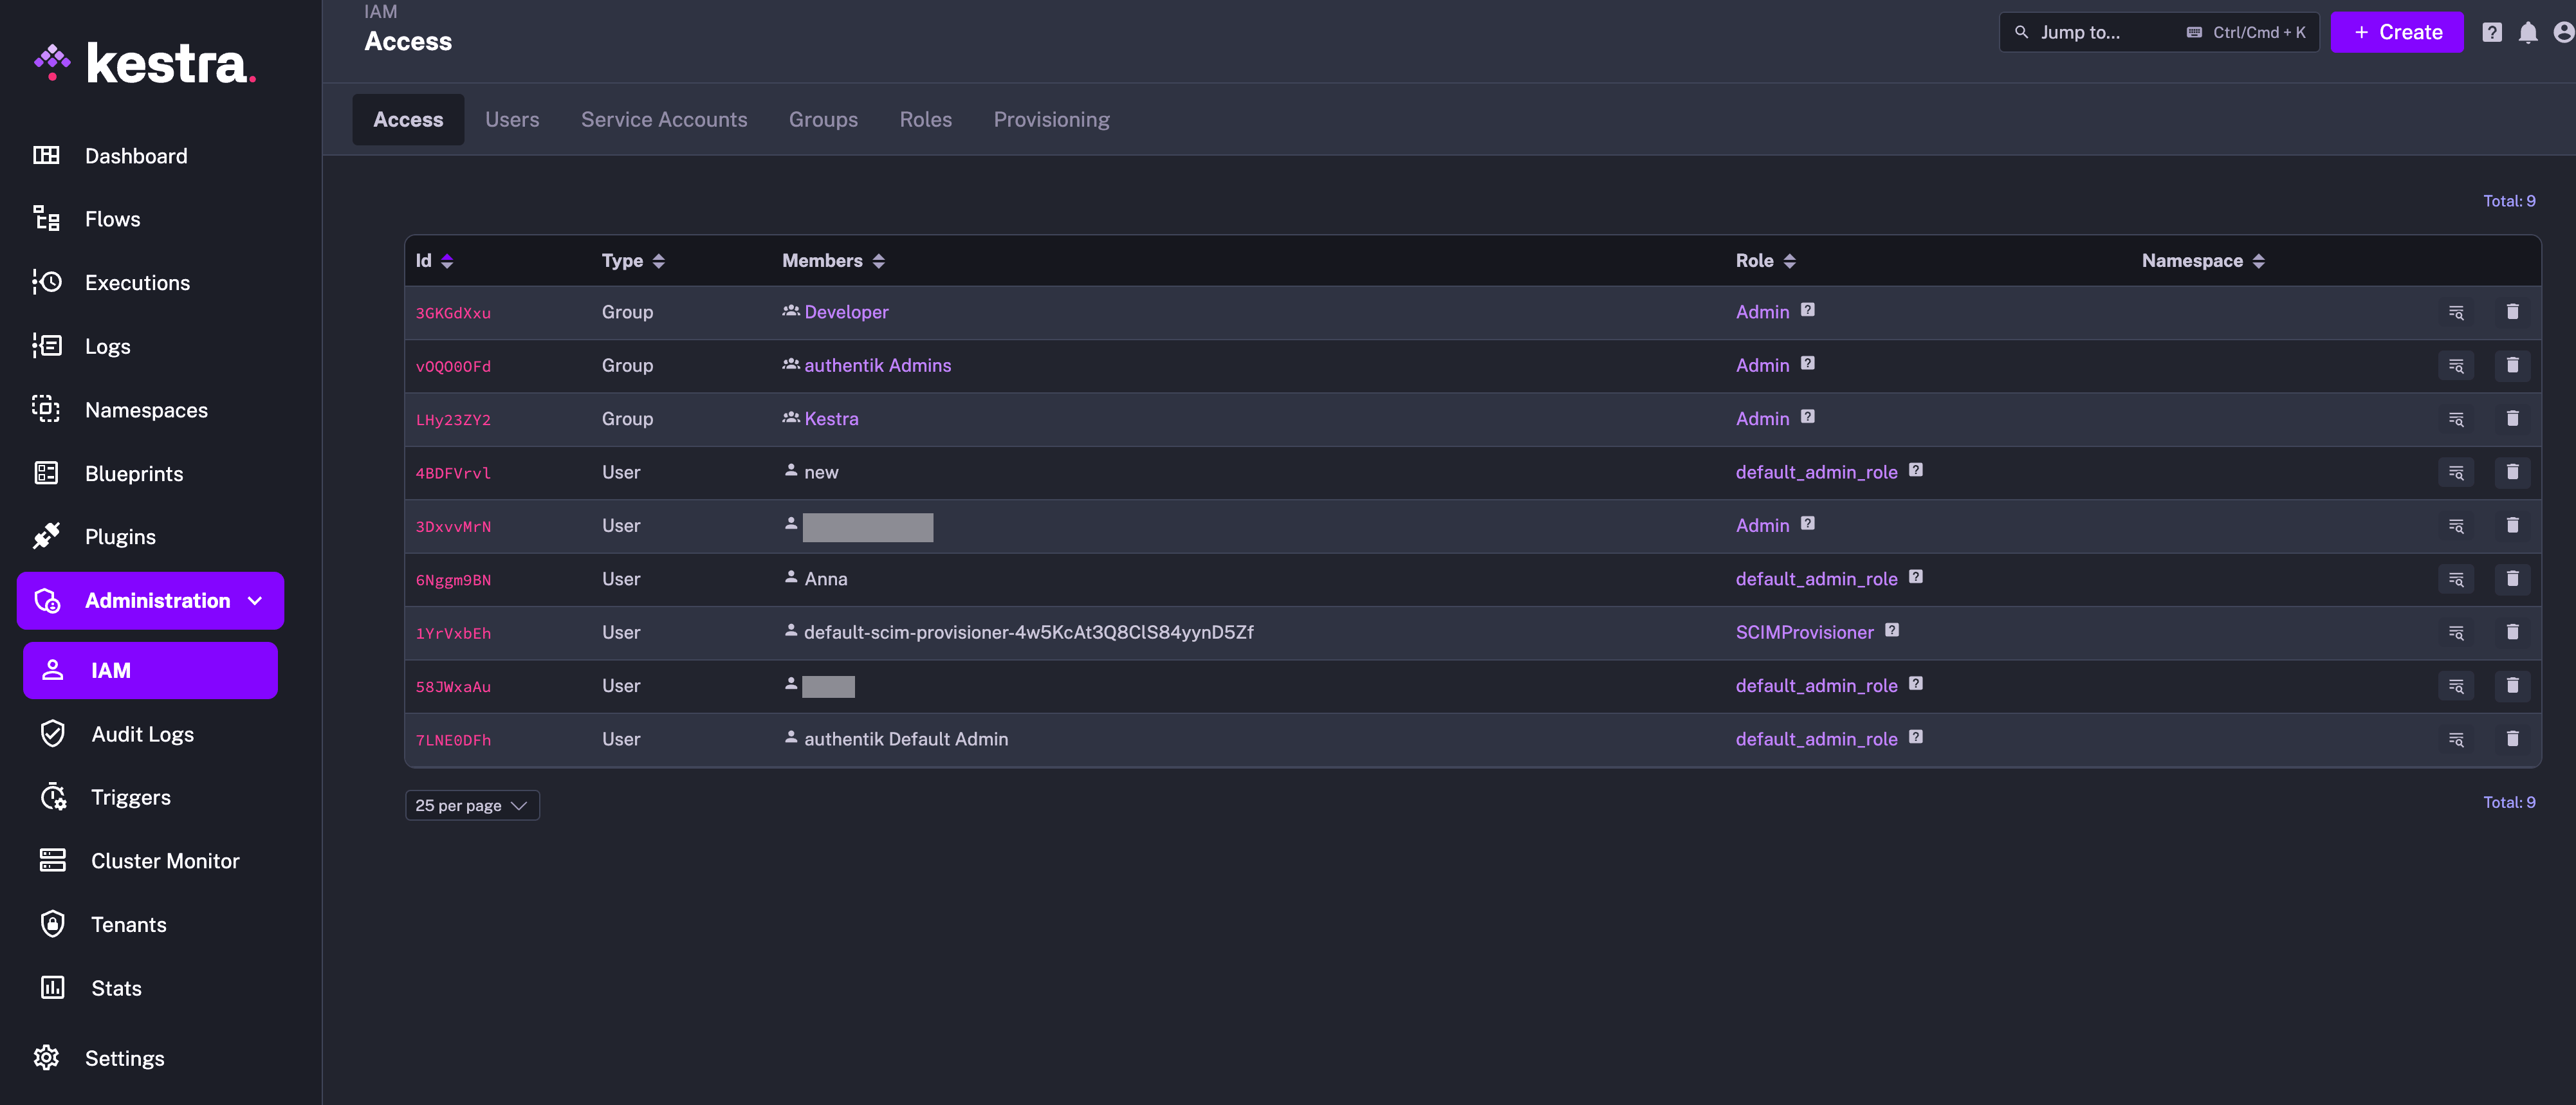 kestra.
Dashboard
Flows
Executions
Logs
Namespaces
Blueprints
Plugins
Administration
IAM
Audit Logs
Triggers
Cluster Monitor
Tenants
Stats
Settings
IAM
Access
Jump to... Ctrl/Cmd + K
+ Create
Access Users Service Accounts Groups Roles Provisioning
Total: 9
Id Type Members Role Namespace
3GKGdXxu Group Developer Admin
vOQO0OFd Group authentik Admins Admin
LHy23ZY2 Group Kestra Admin
4BDFVrvl User new default_admin_role
3DxvvMrN User Admin
6Nggm9BN User Anna default_admin_role
1YrVxbEh User default-scim-provisioner-4w5KcAt3Q8ClS84yynD5Zf SCIMProvisioner
58JWxaAu User default_admin_role
7LNE0DFh User authentik Default Admin default_admin_role
25 per page
Total: 9